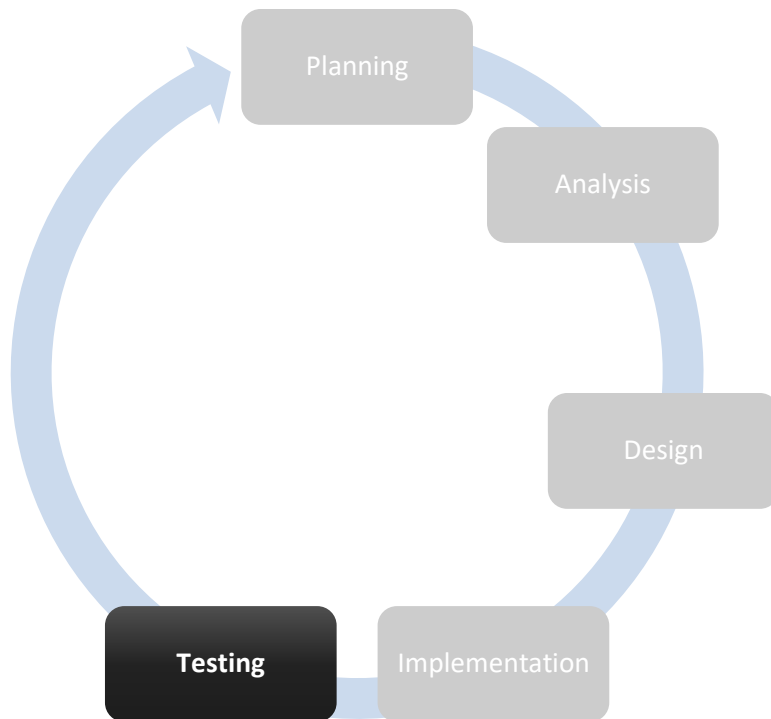 Planning
Analysis
Design
Implementation
Testing